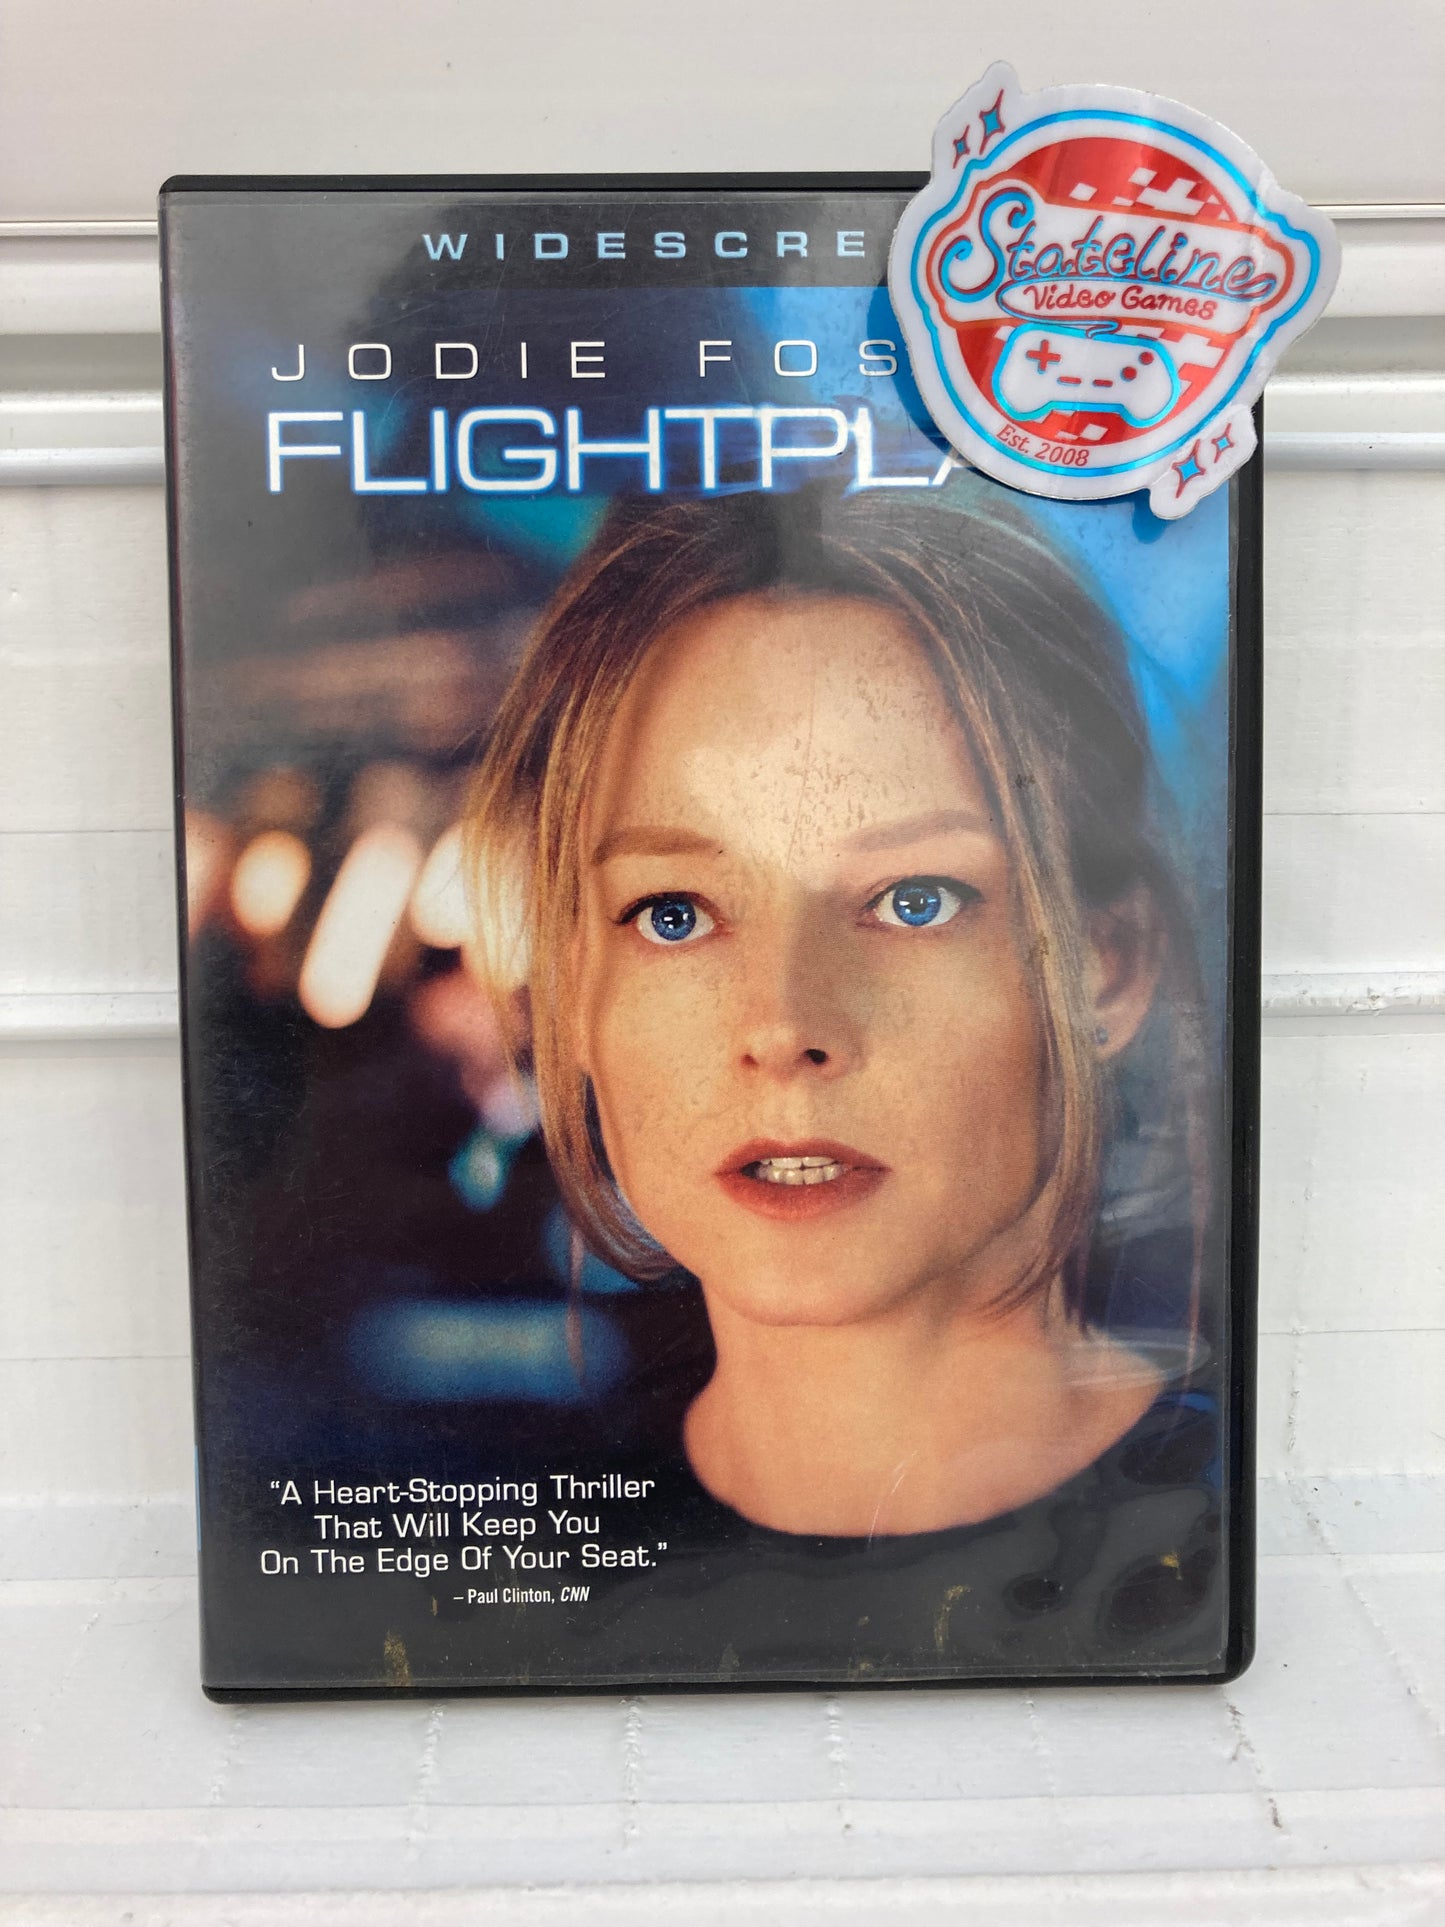 WIDESCRE
JODIE FOS
FLIGHTPLA
Stateline
Video Games
Est. 2008
"A Heart-Stopping Thriller
That Will Keep You
On The Edge Of Your Seat."
– Paul Clinton, CNN